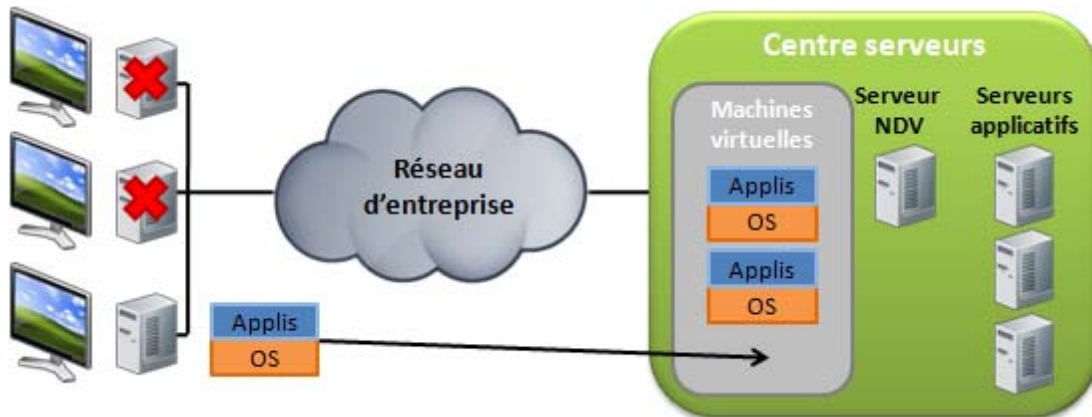 Centre serveurs
Machines
virtuelles
Serveur
NDV
Serveurs
applicatifs
Réseau
d'entreprise
Applis
OS
Applis
OS
Applis
OS